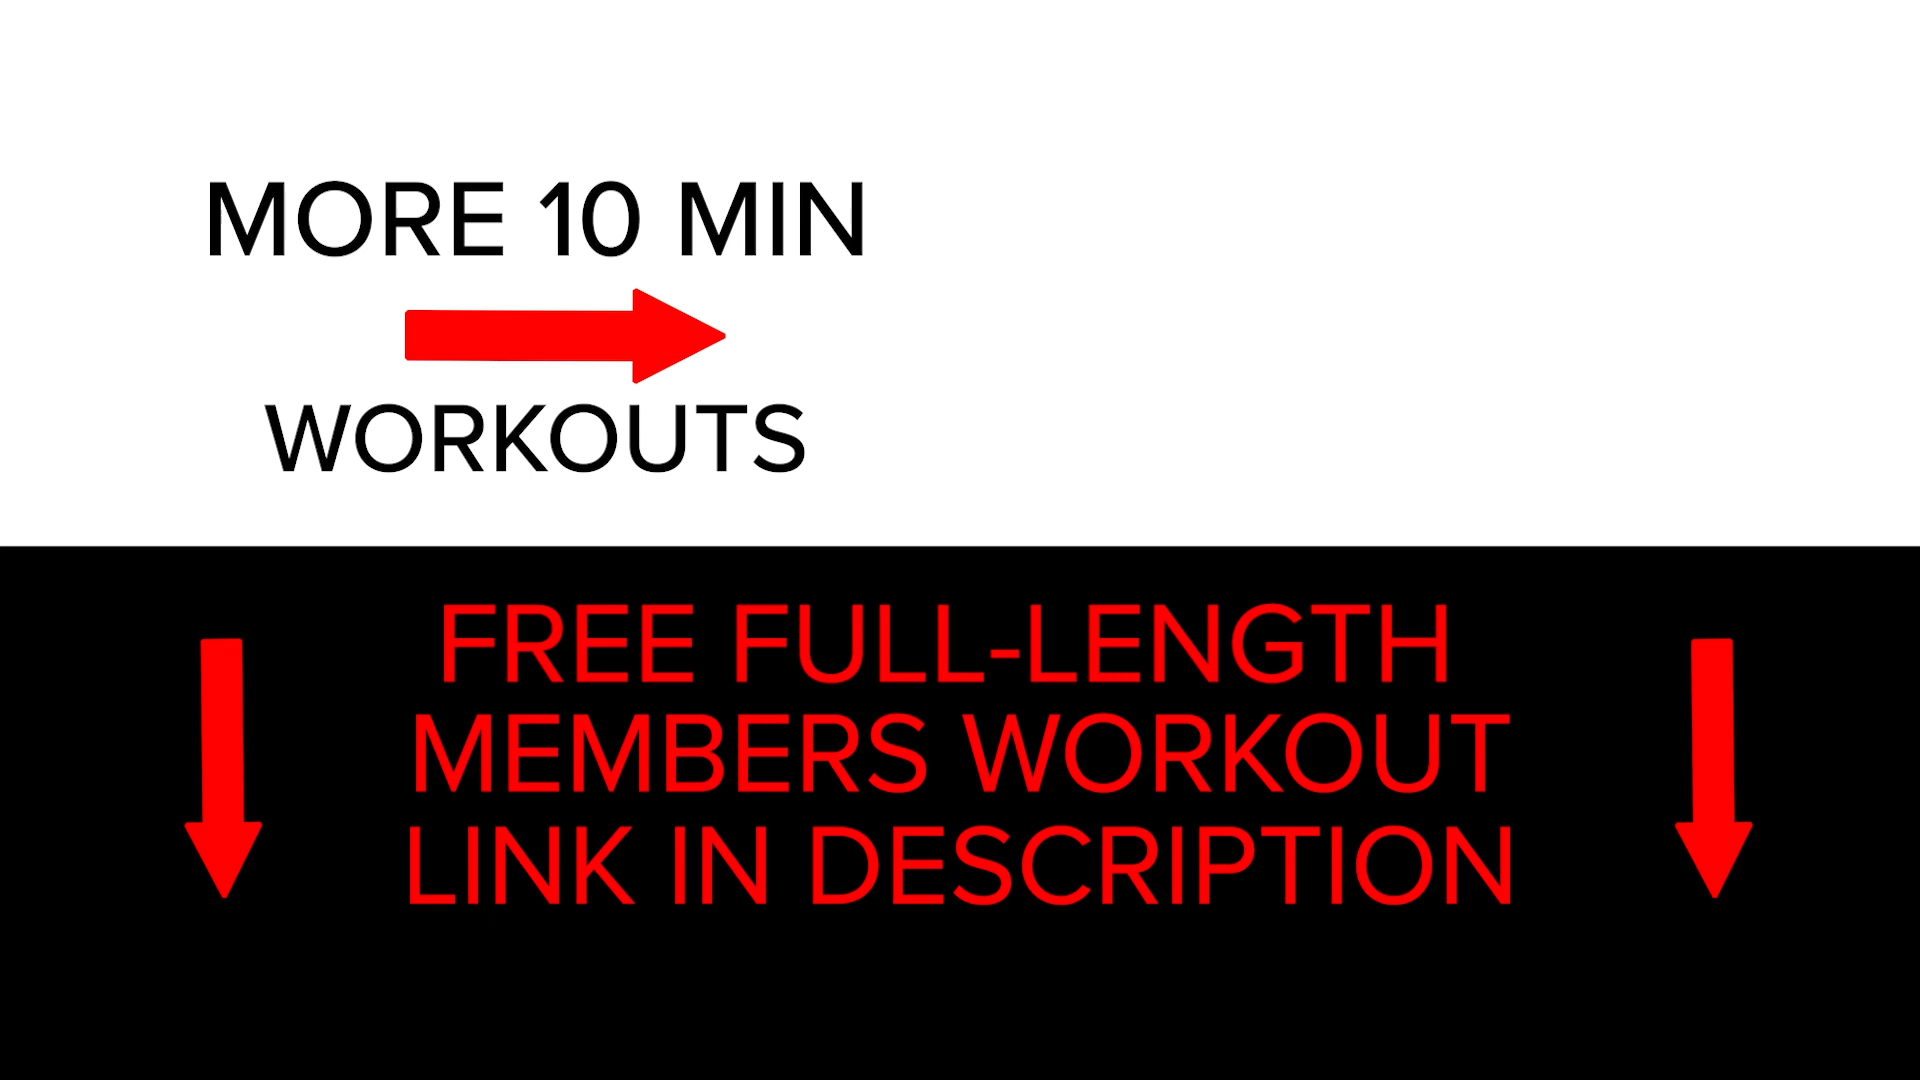 MORE 10 MIN
WORKOUTS
FREE FULL-LENGTH
MEMBERS WORKOUT
LINK IN DESCRIPTION